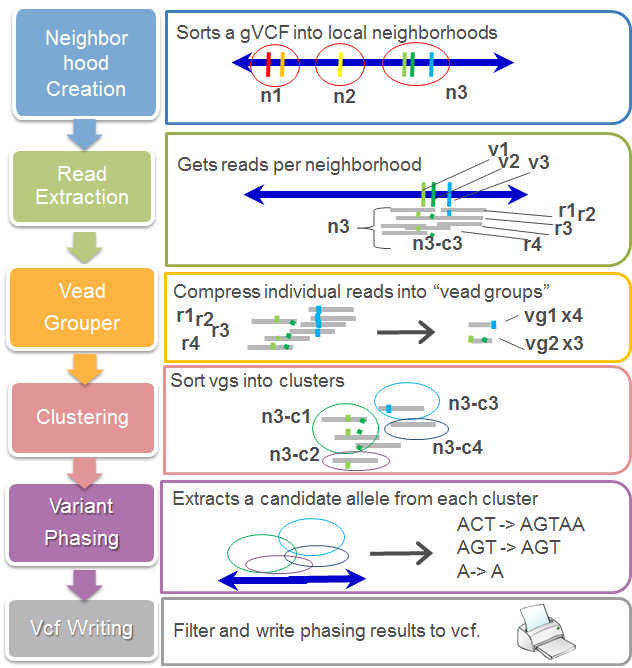 Neighbor
hood
Creation
Sorts a gVCF into local neighborhoods
n1
n2
n3
Read
Extraction
Gets reads per neighborhood
v1
v2
v3
n3
n3-c3
r1
r2
r3
r4
Vead
Grouper
Compress individual reads into “vead groups”
r1
r2
r3
r4
vg1 x4
vg2 x3
Clustering
Sort vgs into clusters
n3-c1
n3-c3
n3-c2
n3-c4
Variant
Phasing
Extracts a candidate allele from each cluster
ACT -> AGTAA
AGT -> AGT
A-> A
Vcf Writing
Filter and write phasing results to vcf.